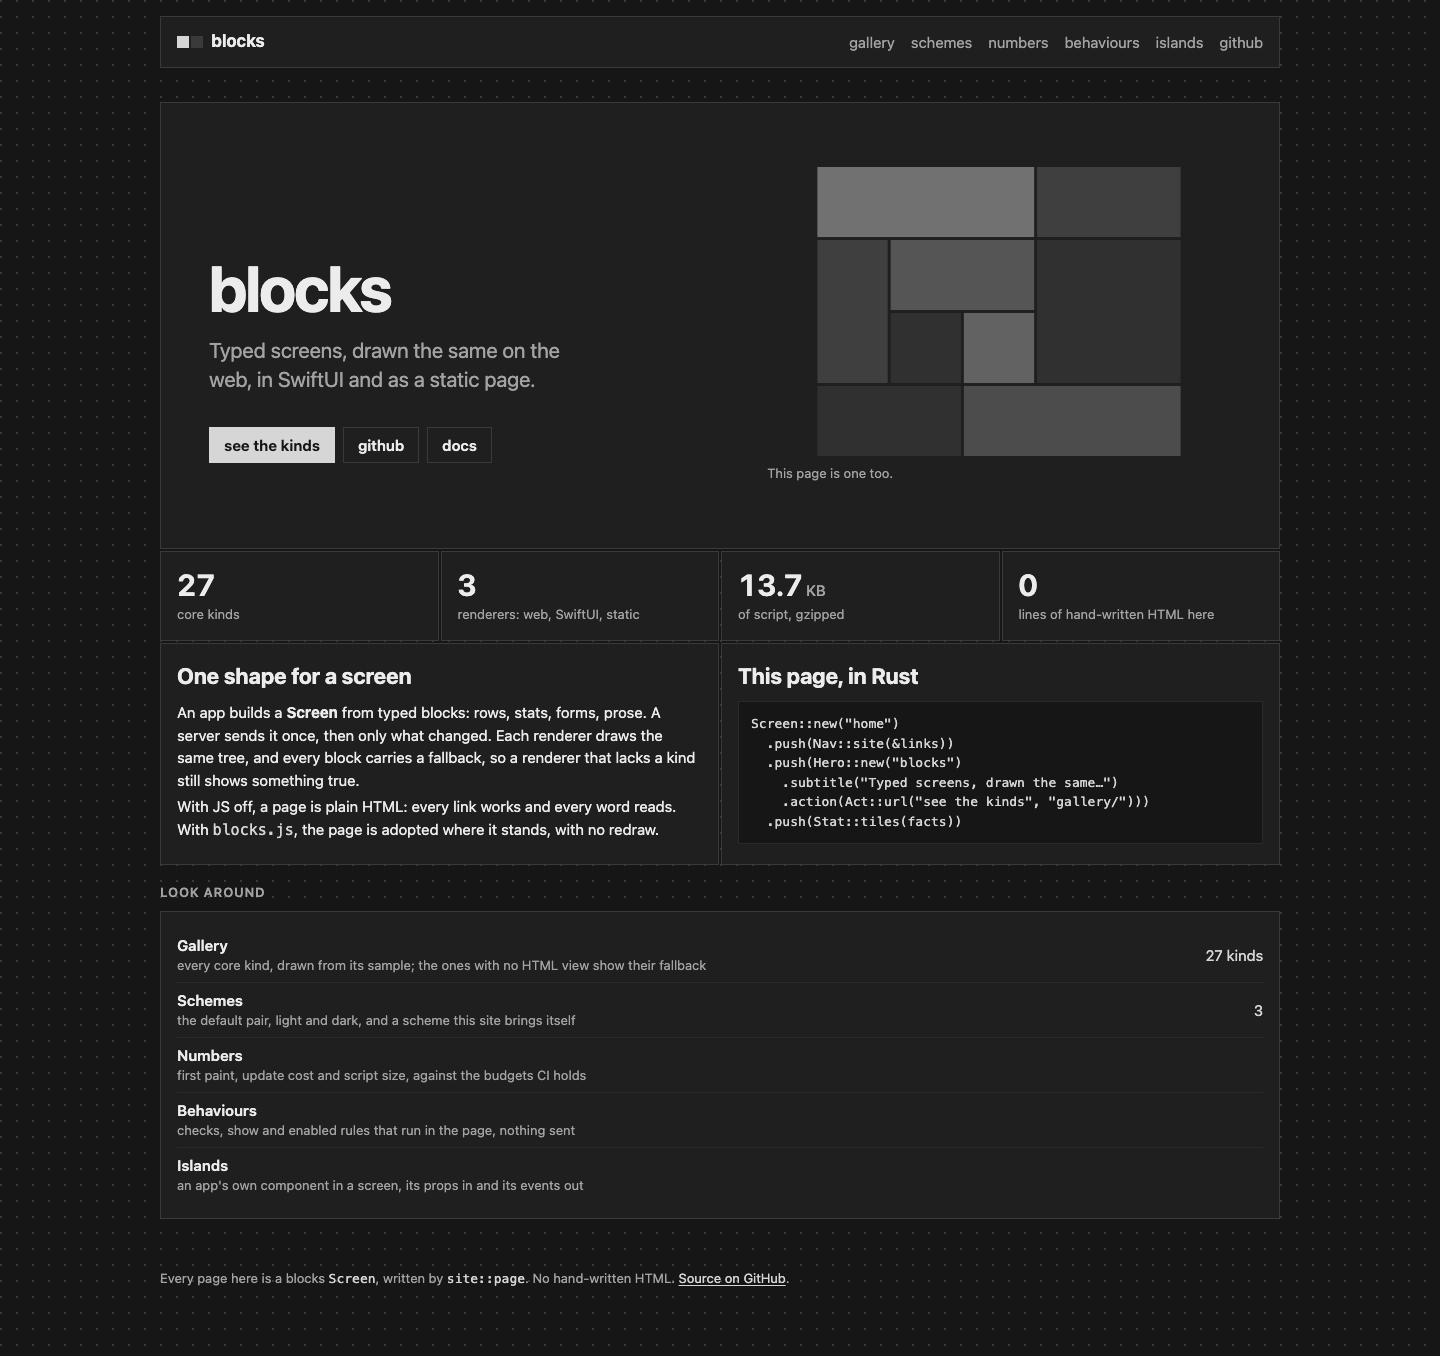 blocks
gallery schemes numbers behaviours islands github
blocks
Typed screens, drawn the same on the
web, in SwiftUI and as a static page.
see the kinds github docs
This page is one too.
27
core kinds
3
renderers: web, SwiftUI, static
13.7 KB
of script, gzipped
0
lines of hand-written HTML here
One shape for a screen
An app builds a Screen from typed blocks: rows, stats, forms, prose. A
server sends it once, then only what changed. Each renderer draws the
same tree, and every block carries a fallback, so a renderer that lacks a kind
still shows something true.
With JS off, a page is plain HTML: every link works and every word reads.
With blocks.js, the page is adopted where it stands, with no redraw.
This page, in Rust
Screen::new("home")
  .push(Nav::site(&links))
  .push(Hero::new("blocks")
    .subtitle("Typed screens, drawn the same…")
    .action(Act::url("see the kinds", "gallery/")))
  .push(Stat::tiles(facts))
LOOK AROUND
Gallery
every core kind, drawn from its sample; the ones with no HTML view show their fallback
27 kinds
Schemes
the default pair, light and dark, and a scheme this site brings itself
3
Numbers
first paint, update cost and script size, against the budgets CI holds
Behaviours
checks, show and enabled rules that run in the page, nothing sent
Islands
an app's own component in a screen, its props in and its events out
Every page here is a blocks Screen, written by site::page. No hand-written HTML. Source on GitHub.